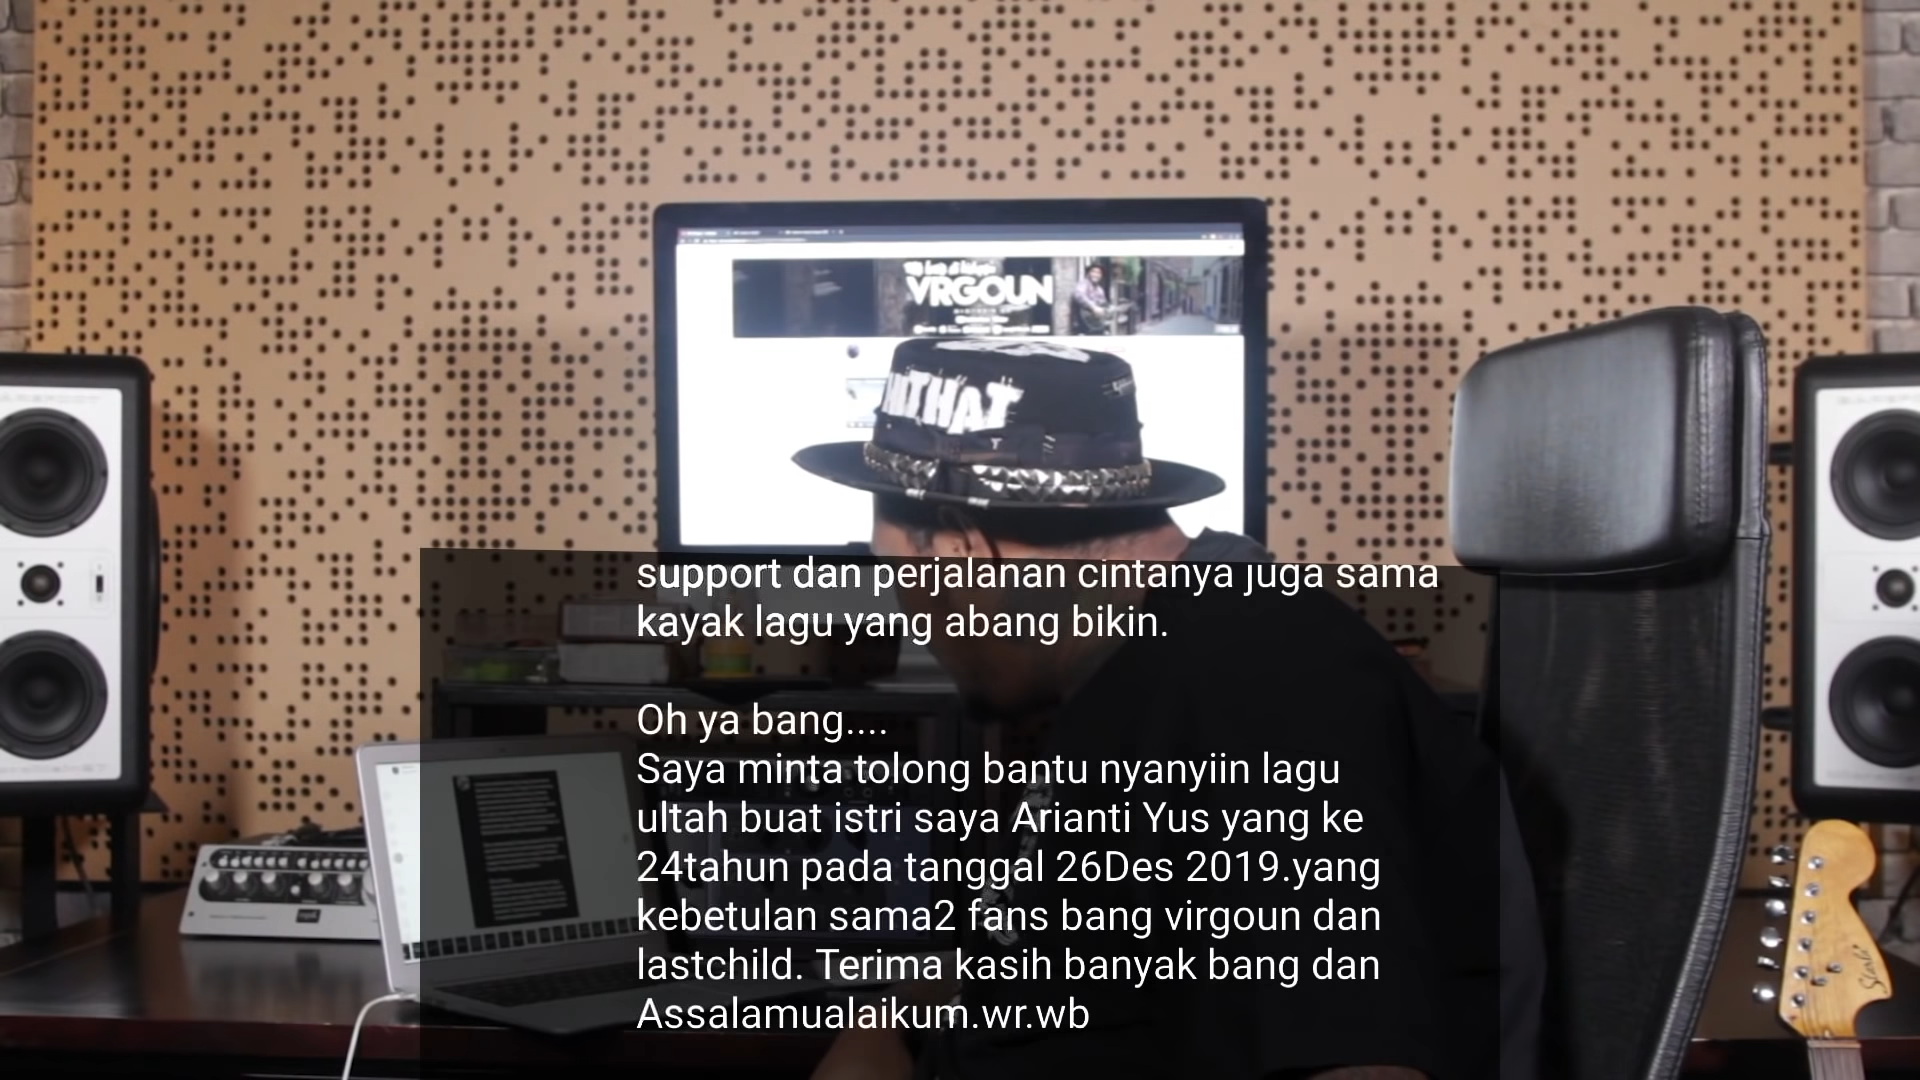 VRGOUN
support dan perjalanan cintanya juga sama
kayak lagu yang abang bikin.
Oh ya bang....
Saya minta tolong bantu nyanyiin lagu
ultah buat istri saya Arianti Yus yang ke
24tahun pada tanggal 26Des 2019.yang
kebetulan sama2 fans bang virgoun dan
lastchild. Terima kasih banyak bang dan
Assalamualaikum.wr.wb